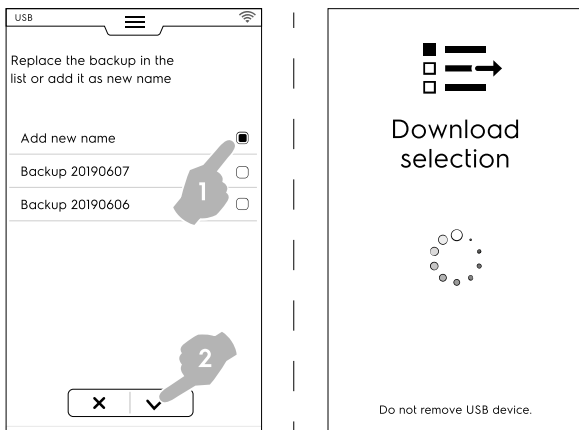 USB
Replace the backup in the
list or add it as new name
Add new name
Backup 20190607
Backup 20190606
1
2
Download
selection
Do not remove USB device.